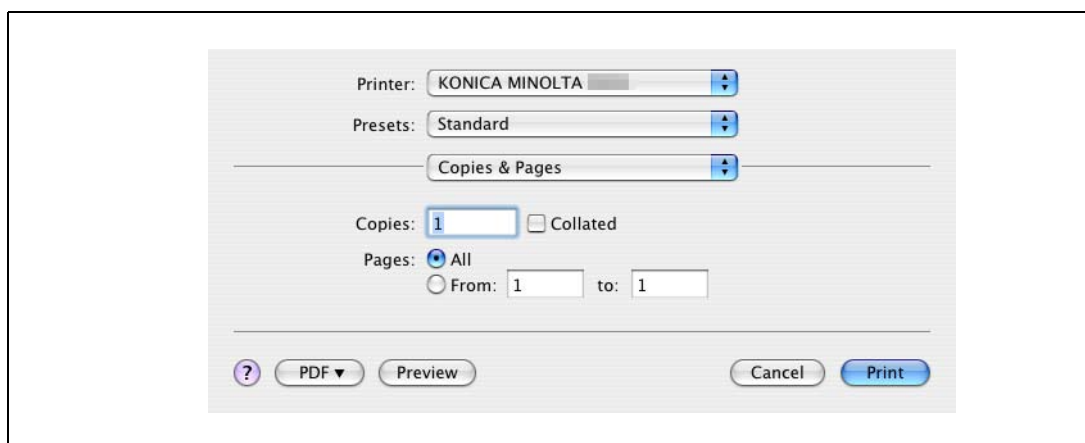 Printer: KONICA MINOLTA
Presets: Standard
Copies & Pages
Copies: 1 Collated
Pages: All
From: 1 to: 1
? PDF Preview Cancel Print